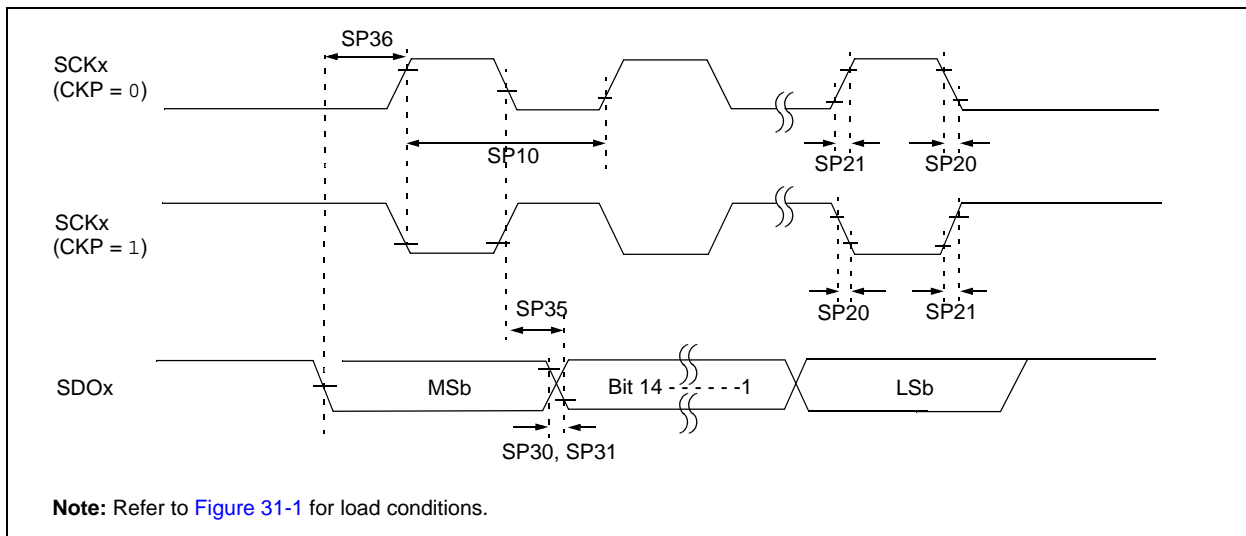 SP36
SCKx
(CKP = 0)
SP10
SP21
SP20
SCKx
(CKP = 1)
SP35
SP20
SP21
SDOx
MSb
Bit 14 - - - - - -1
LSb
SP30, SP31
Note: Refer to Figure 31-1 for load conditions.